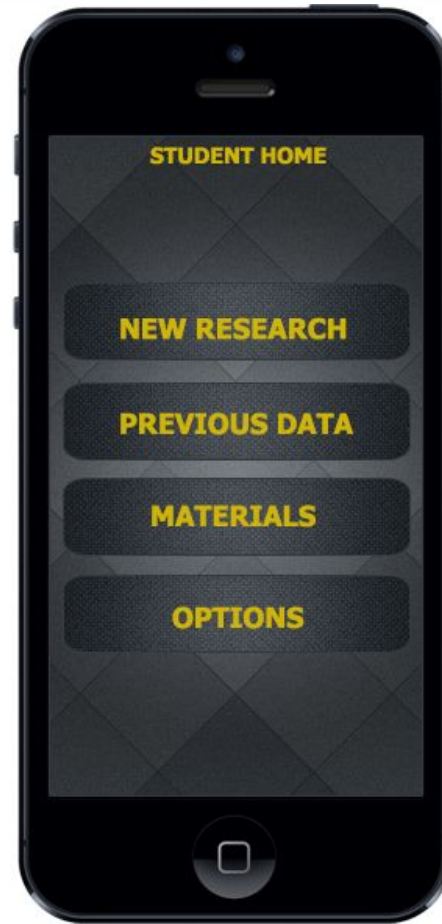 STUDENT HOME
NEW RESEARCH
PREVIOUS DATA
MATERIALS
OPTIONS